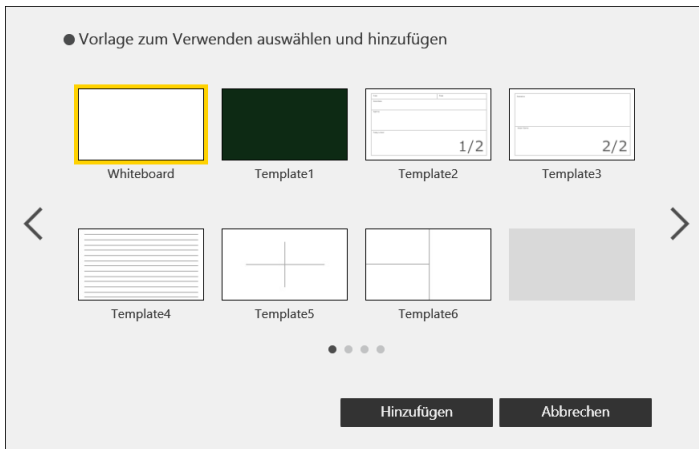 Vorlage zum Verwenden auswählen und hinzufügen
1/2
2/2
Whiteboard Template1 Template2 Template3
Template4 Template5 Template6
Hinzufügen Abbrechen